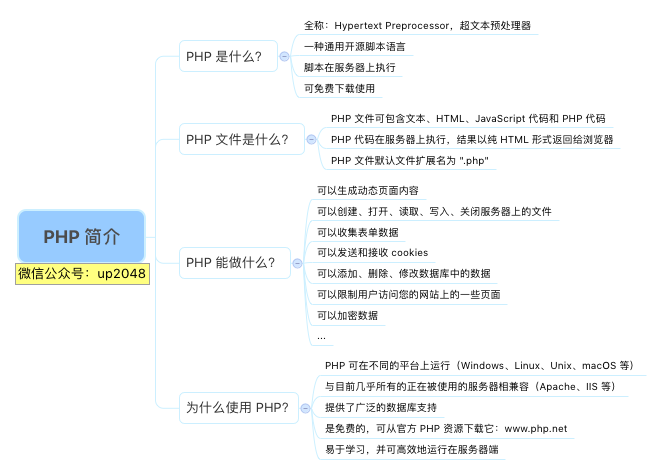 PHP 简介
微信公众号：up2048
PHP 是什么？
全称：Hypertext Preprocessor，超文本预处理器
一种通用开源脚本语言
脚本在服务器上执行
可免费下载使用
PHP 文件是什么？
PHP 文件可包含文本、HTML、JavaScript 代码和 PHP 代码
PHP 代码在服务器上执行，结果以纯 HTML 形式返回给浏览器
PHP 文件默认文件扩展名为 ".php"
PHP 能做什么？
可以生成动态页面内容
可以创建、打开、读取、写入、关闭服务器上的文件
可以收集表单数据
可以发送和接收 cookies
可以添加、删除、修改数据库中的数据
可以限制用户访问您的网站上的一些页面
可以加密数据
...
为什么使用 PHP?
PHP 可在不同的平台上运行（Windows、Linux、Unix、macOS 等）
与目前几乎所有的正在被使用的服务器相兼容（Apache、IIS 等）
提供了广泛的数据库支持
是免费的，可从官方 PHP 资源下载它：www.php.net
易于学习，并可高效地运行在服务器端